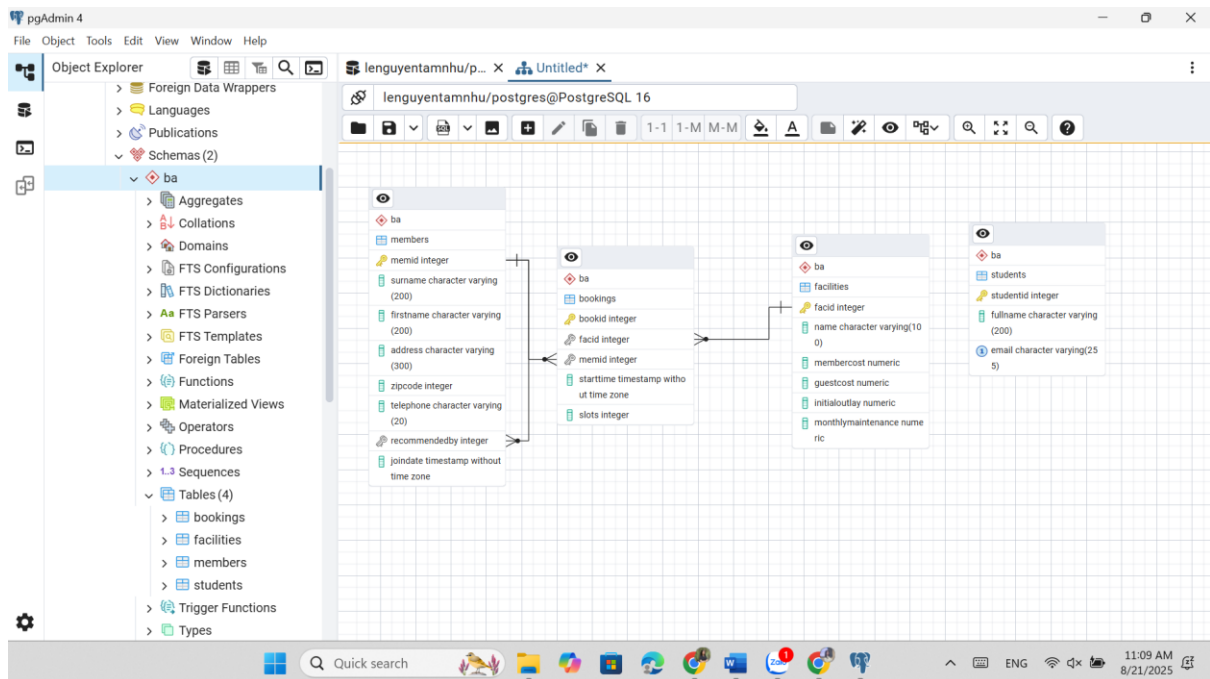 pgAdmin 4
File Object Tools Edit View Window Help
Object Explorer
lenguyentamnhu/p...
Untitled*
Foreign Data Wrappers
Languages
Publications
Schemas (2)
ba
Aggregates
Collations
Domains
FTS Configurations
FTS Dictionaries
FTS Parsers
FTS Templates
Foreign Tables
Functions
Materialized Views
Operators
Procedures
1..3 Sequences
Tables (4)
bookings
facilities
members
students
Trigger Functions
Types
lenguyentamnhu/postgres@PostgreSQL 16
1-1 1-M M-M
ba
members
memid integer
surname character varying
(200)
firstname character varying
(200)
address character varying
(300)
zipcode integer
telephone character varying
(20)
recommendedby integer
joindate timestamp without
time zone
ba
bookings
bookid integer
facid integer
memid integer
starttime timestamp witho
ut time zone
slots integer
ba
facilities
facid integer
name character varying(10
0)
membercost numeric
guestcost numeric
initialoutlay numeric
monthlymaintenance nume
ric
ba
students
studentid integer
fullname character varying
(200)
email character varying(25
5)
Quick search
Zalo
1
ENG
11:09 AM
8/21/2025